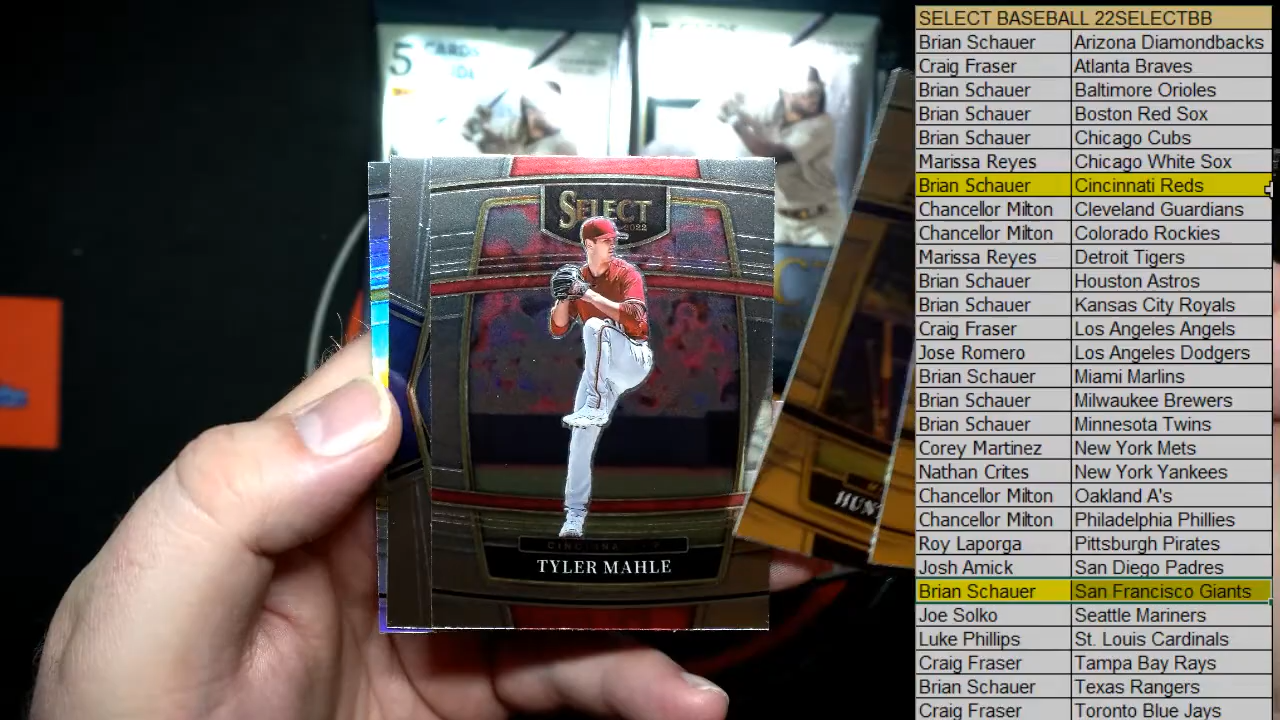 5 CARDS
SELECT
2022
CINCINNATI
TYLER MAHLE
HUN
SELECT BASEBALL 22SELECTBB
Brian Schauer Arizona Diamondbacks
Craig Fraser Atlanta Braves
Brian Schauer Baltimore Orioles
Brian Schauer Boston Red Sox
Brian Schauer Chicago Cubs
Marissa Reyes Chicago White Sox
Brian Schauer Cincinnati Reds
Chancellor Milton Cleveland Guardians
Chancellor Milton Colorado Rockies
Marissa Reyes Detroit Tigers
Brian Schauer Houston Astros
Brian Schauer Kansas City Royals
Craig Fraser Los Angeles Angels
Jose Romero Los Angeles Dodgers
Brian Schauer Miami Marlins
Brian Schauer Milwaukee Brewers
Brian Schauer Minnesota Twins
Corey Martinez New York Mets
Nathan Crites New York Yankees
Chancellor Milton Oakland A's
Chancellor Milton Philadelphia Phillies
Roy Laporga Pittsburgh Pirates
Josh Amick San Diego Padres
Brian Schauer San Francisco Giants
Joe Solko Seattle Mariners
Luke Phillips St. Louis Cardinals
Craig Fraser Tampa Bay Rays
Brian Schauer Texas Rangers
Craig Fraser Toronto Blue Jays